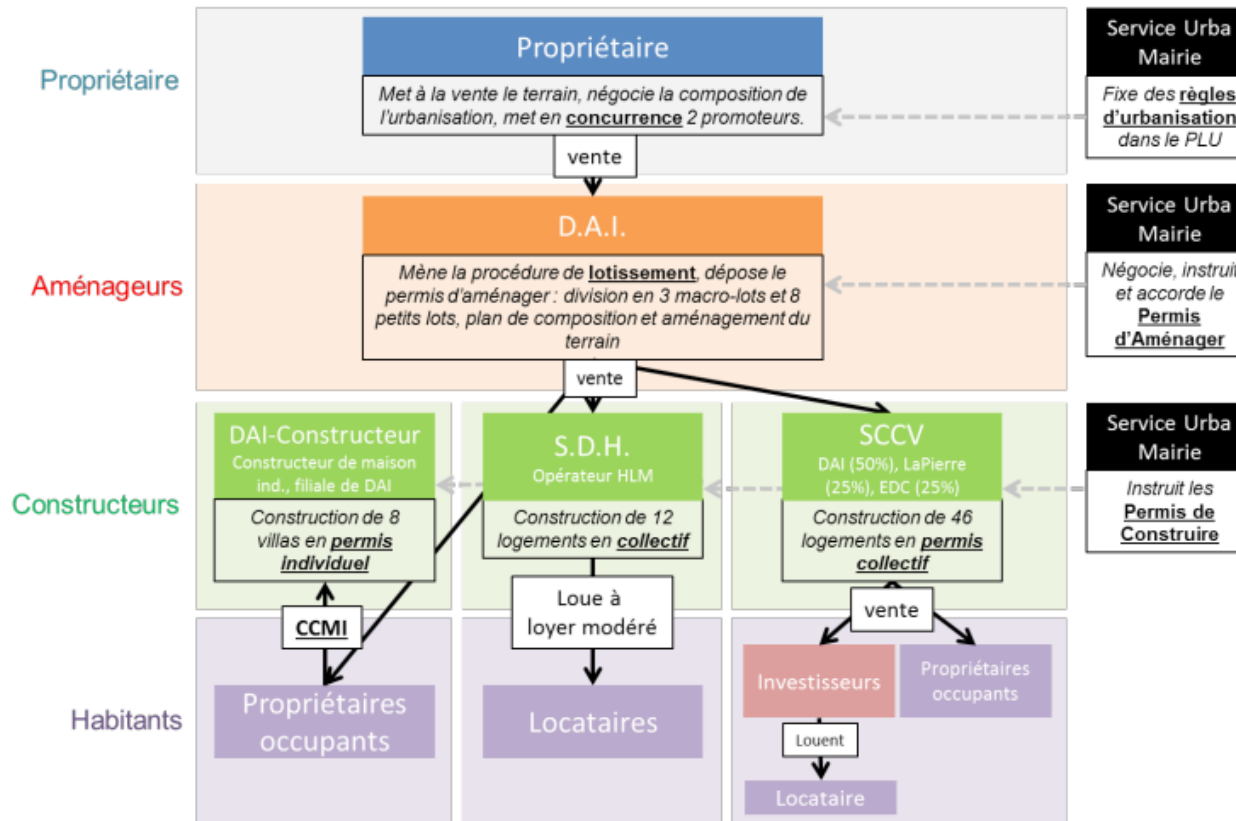 Propriétaire
Propriétaire
Met à la vente le terrain, négocie la composition de
l'urbanisation, met en concurrence 2 promoteurs.
Service Urba
Mairie
Fixe des règles
d'urbanisation
dans le PLU
vente
Aménageurs
D.A.I.
Mène la procédure de lotissement, dépose le
permis d'aménager : division en 3 macro-lots et 8
petits lots, plan de composition et aménagement du
terrain
Service Urba
Mairie
Négocie, instruit
et accorde le
Permis
d'Aménager
vente
Constructeurs
DAI-Constructeur
Constructeur de maison
ind., filiale de DAI
Construction de 8
villas en permis
individuel
S.D.H.
Opérateur HLM
Construction de 12
logements en collectif
SCCV
DAI (50%), LaPierre
(25%), EDC (25%)
Construction de 46
logements en permis
collectif
Service Urba
Mairie
Instruit les
Permis de
Construire
CCMI
Loue à
loyer modéré
vente
Habitants
Propriétaires
occupants
Locataires
Investisseurs
Propriétaires
occupants
Louent
Locataire